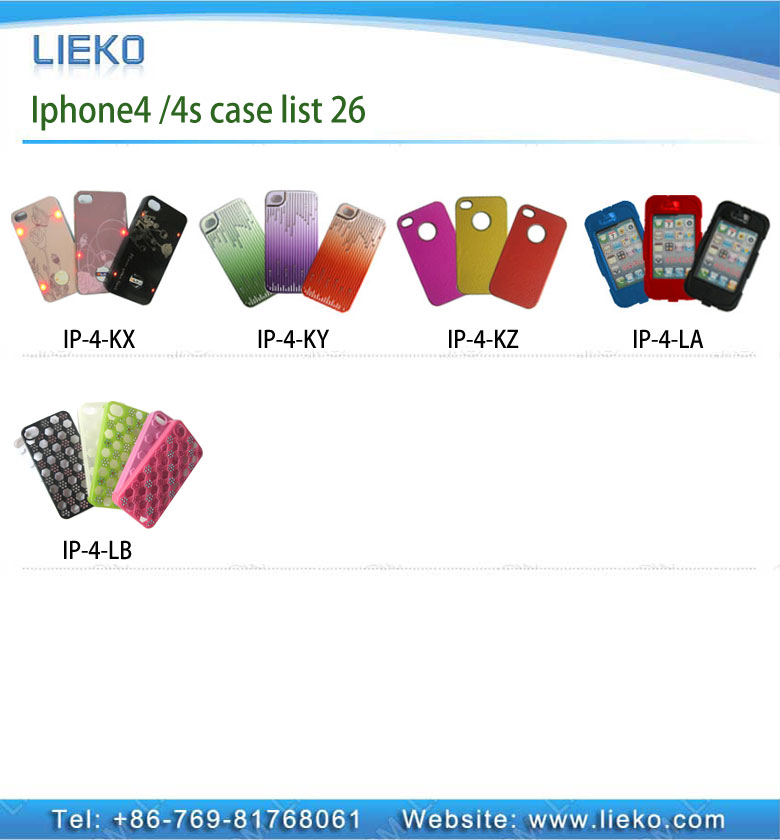 LIEKO
Iphone4 /4s case list 26
IP-4-KX
IP-4-KY
IP-4-KZ
IP-4-LA
IP-4-LB
Tel: +86-769-81768061 Website: www.lieko.com